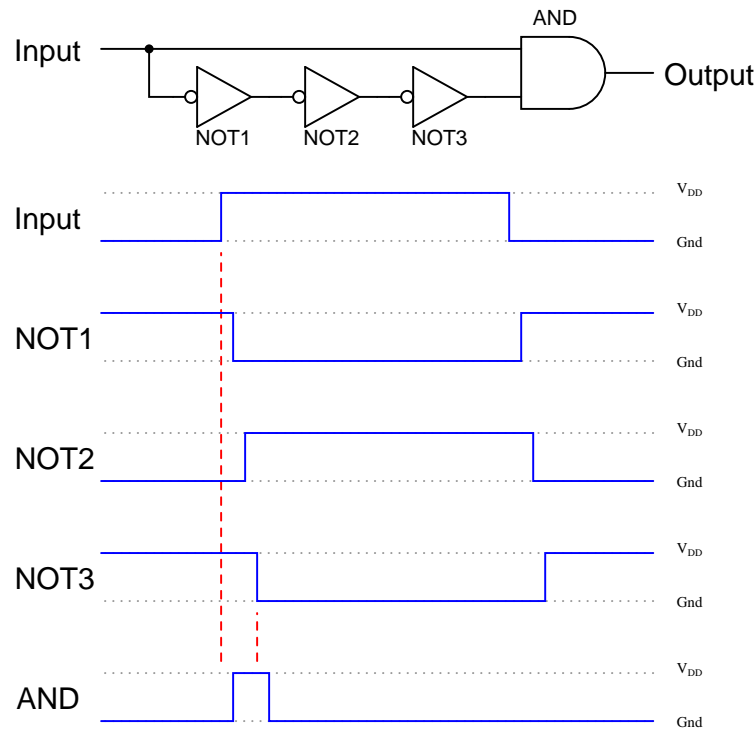 AND
Input
Output
NOT1 NOT2 NOT3
V_DD
Input
Gnd
V_DD
NOT1
Gnd
V_DD
NOT2
Gnd
V_DD
NOT3
Gnd
V_DD
AND
Gnd